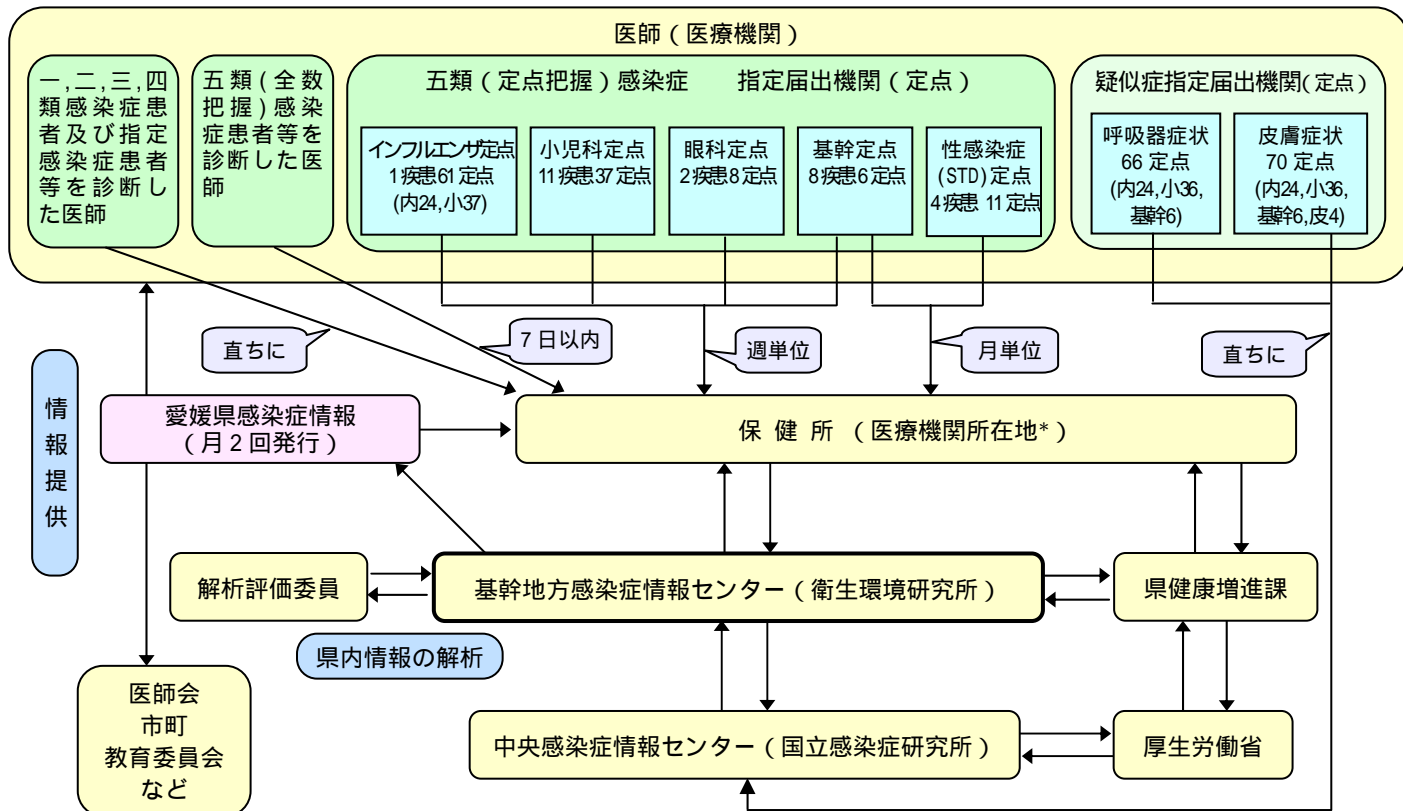 医師（医療機関）
一,二,三,四
類感染症患
者及び指定
感染症患者
等を診断し
た医師
五類(全数
把握)感染
症患者等を
診断した医
師
五類（定点把握）感染症　　指定届出機関（定点）
インフルエンザ定点
1疾患61定点
(内24,小37)
小児科定点
11疾患37定点
眼科定点
2疾患8定点
基幹定点
8疾患6定点
性感染症
(STD)定点
4疾患 11定点
疑似症指定届出機関(定点)
呼吸器症状
66定点
(内24,小36,
基幹6)
皮膚症状
70定点
(内24,小36,
基幹6,皮4)
直ちに
7日以内
週単位
月単位
直ちに
情報提供
愛媛県感染症情報
（月2回発行）
保 健 所 （医療機関所在地*）
解析評価委員
基幹地方感染症情報センター（衛生環境研究所）
県健康増進課
県内情報の解析
医師会
市町
教育委員会
など
中央感染症情報センター（国立感染症研究所）
厚生労働省